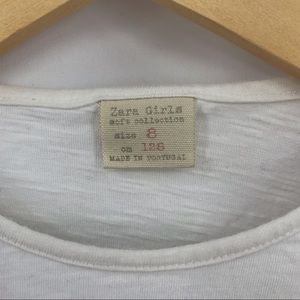 Zara Girls
soft collection
size 8
cm 128
MADE IN PORTUGAL